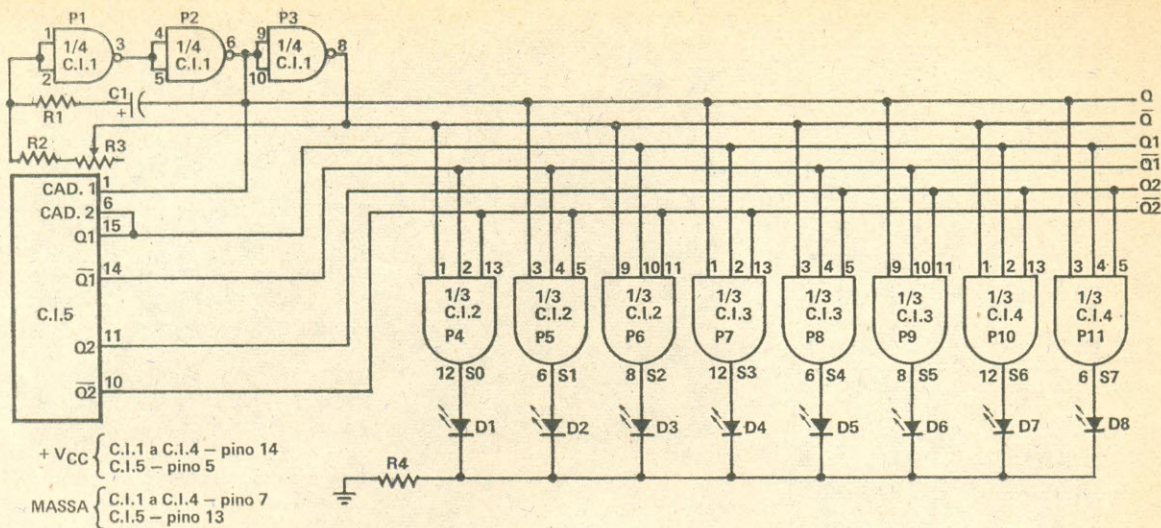 P1 P2 P3
1 2 1/4 C.I.1 3
4 5 1/4 C.I.1 6
9 10 1/4 C.I.1 8
C1
+
R1
R2 R3
Q
Q̅
Q1
Q̅1̅
Q2
Q̅2̅
CAD. 1 1
CAD. 2 6
Q1 15
Q̅1̅ 14
C.I.5
Q2 11
Q̅2̅ 10
1 2 13
3 4 5
9 10 11
1 2 13
3 4 5
9 10 11
1 2 13
3 4 5
1/3 C.I.2 P4
1/3 C.I.2 P5
1/3 C.I.2 P6
1/3 C.I.3 P7
1/3 C.I.3 P8
1/3 C.I.3 P9
1/3 C.I.4 P10
1/3 C.I.4 P11
12 S0
6 S1
8 S2
12 S3
6 S4
8 S5
12 S6
6 S7
D1 D2 D3 D4 D5 D6 D7 D8
R4
+ VCC { C.I.1 a C.I.4 – pino 14
C.I.5 – pino 5
MASSA { C.I.1 a C.I.4 – pino 7
C.I.5 – pino 13